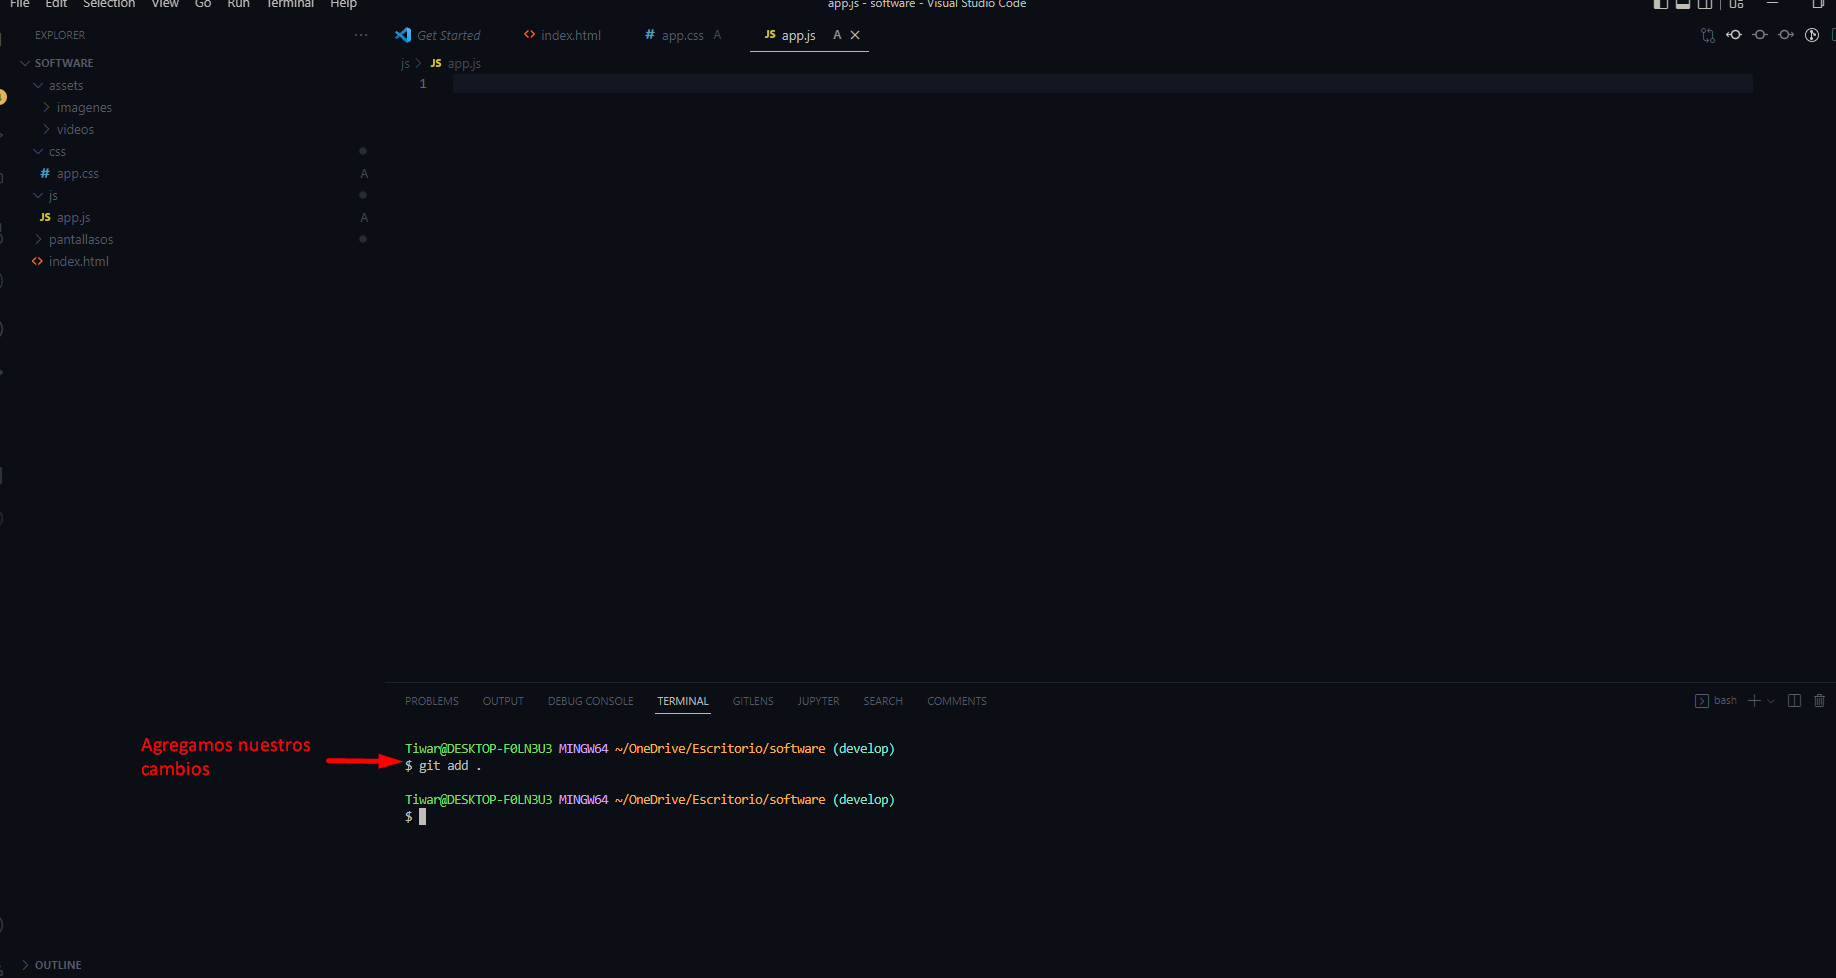 File Edit Selection View Go Run Terminal Help
app.js - software - Visual Studio Code
EXPLORER
SOFTWARE
assets
imagenes
videos
css
app.css A
js
app.js A
pantallasos
index.html
OUTLINE
Get Started index.html app.css A app.js A
js > app.js
1
PROBLEMS OUTPUT DEBUG CONSOLE TERMINAL GITLENS JUPYTER SEARCH COMMENTS
bash
Tiwar@DESKTOP-F0LN3U3 MINGW64 ~/OneDrive/Escritorio/software (develop)
$ git add .
Tiwar@DESKTOP-F0LN3U3 MINGW64 ~/OneDrive/Escritorio/software (develop)
$
Agregamos nuestros
cambios